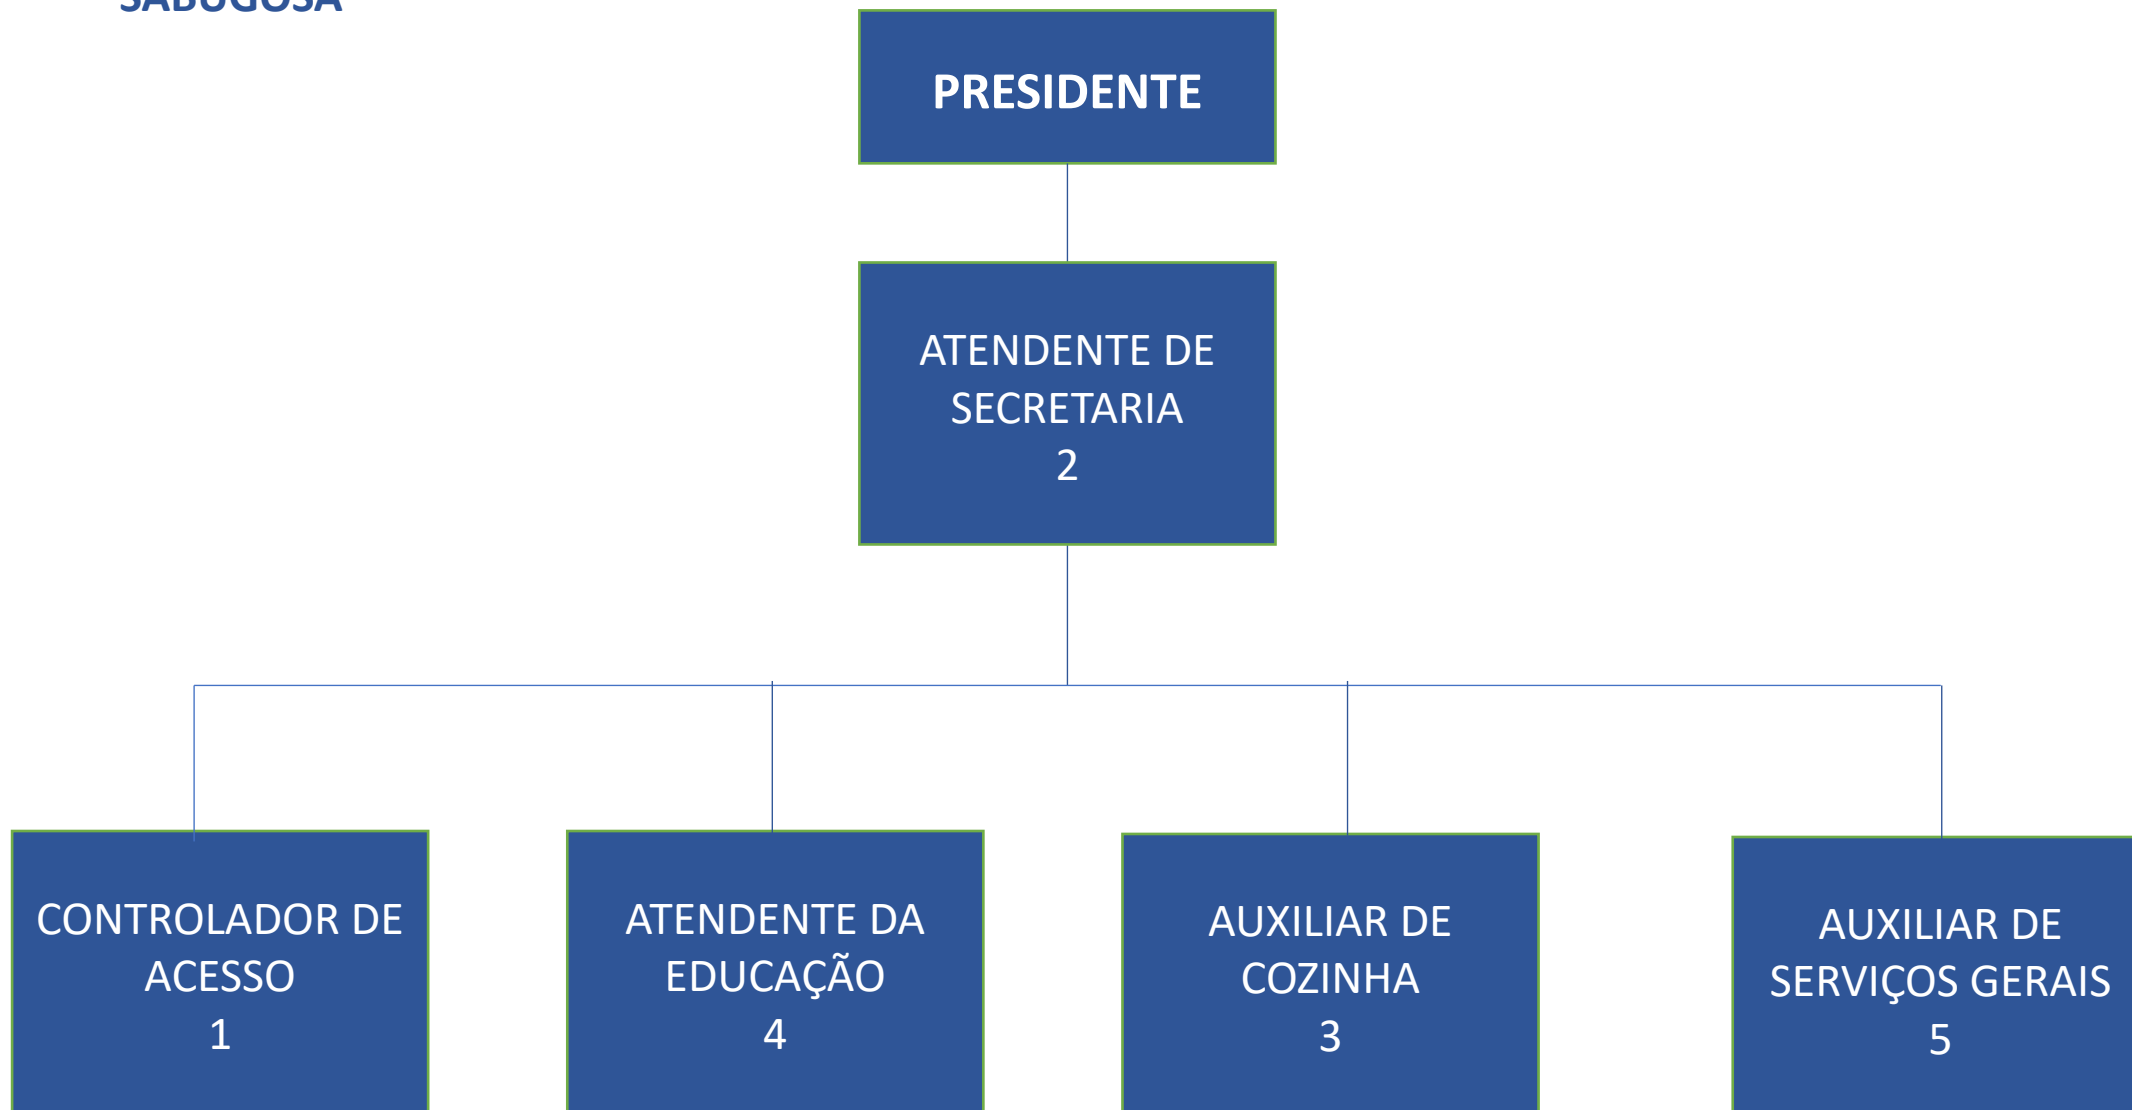 SABUGOSA
PRESIDENTE
ATENDENTE DE
SECRETARIA
2
CONTROLADOR DE
ACESSO
1
ATENDENTE DA
EDUCAÇÃO
4
AUXILIAR DE
COZINHA
3
AUXILIAR DE
SERVIÇOS GERAIS
5